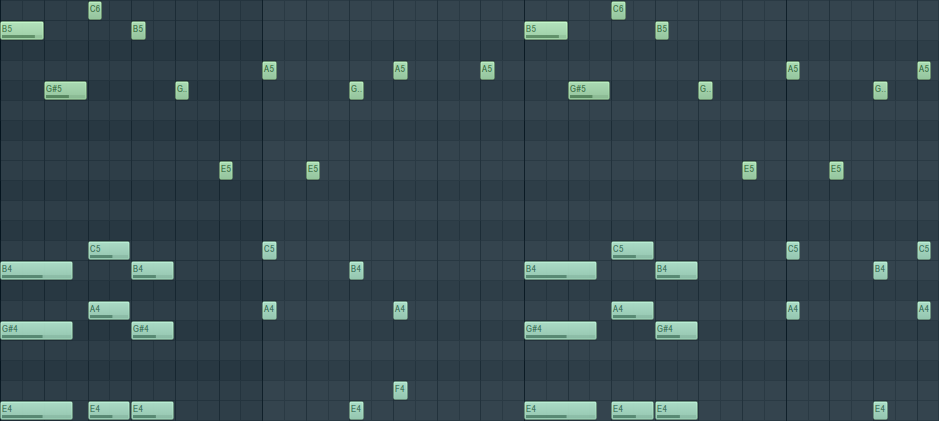 C6 C6
B5 B5 B5 B5
A5 A5 A5 A5 A5
G#5 G.. G.. G#5 G.. G..
E5 E5 E5 E5
C5 C5 C5 C5 C5
B4 B4 B4 B4 B4 B4
A4 A4 A4 A4 A4 A4
G#4 G#4 G#4 G#4
F4
E4 E4 E4 E4 E4 E4 E4 E4